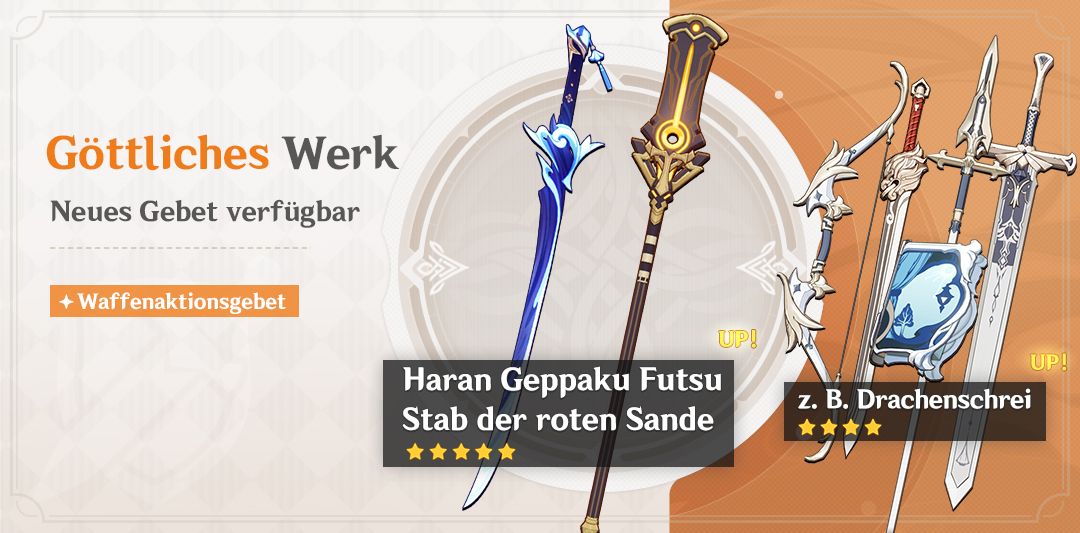 Göttliches Werk
Neues Gebet verfügbar
Waffenaktionsgebet
UP!
Haran Geppaku Futsu
Stab der roten Sande
UP!
z. B. Drachenschrei